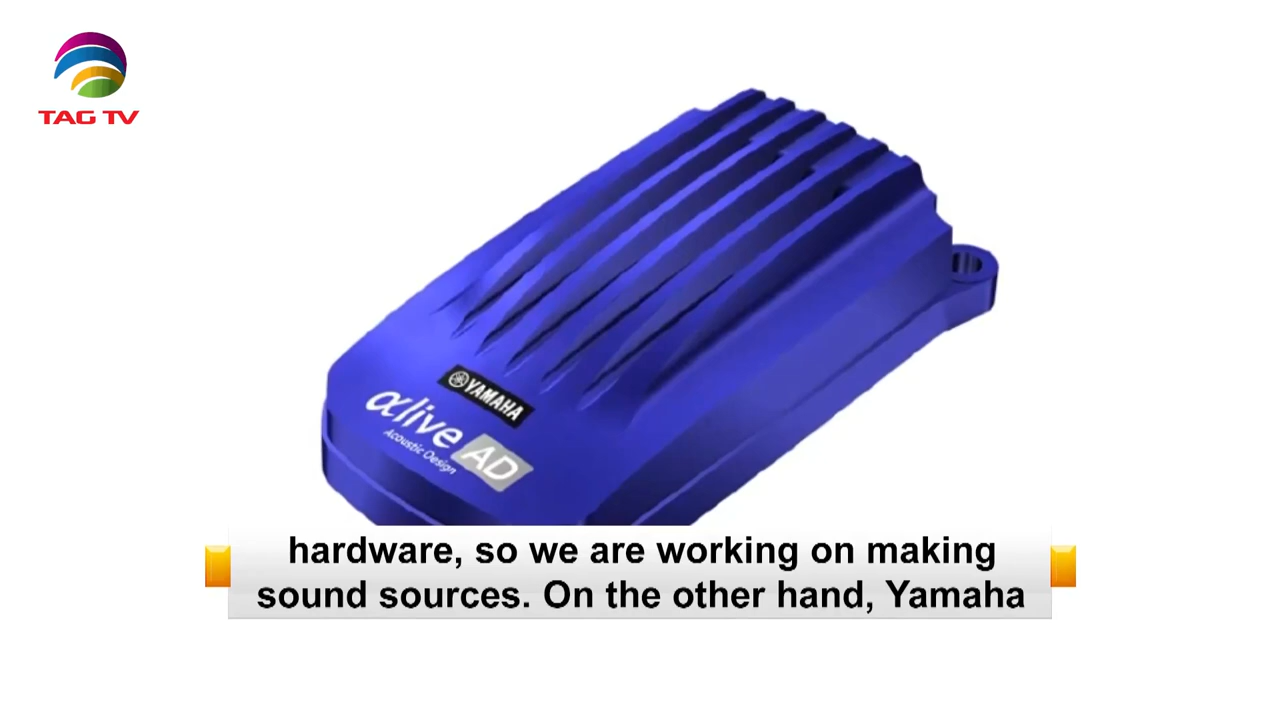 TAG TV
YAMAHA
αlive AD
Acoustic Design
hardware, so we are working on making
sound sources. On the other hand, Yamaha